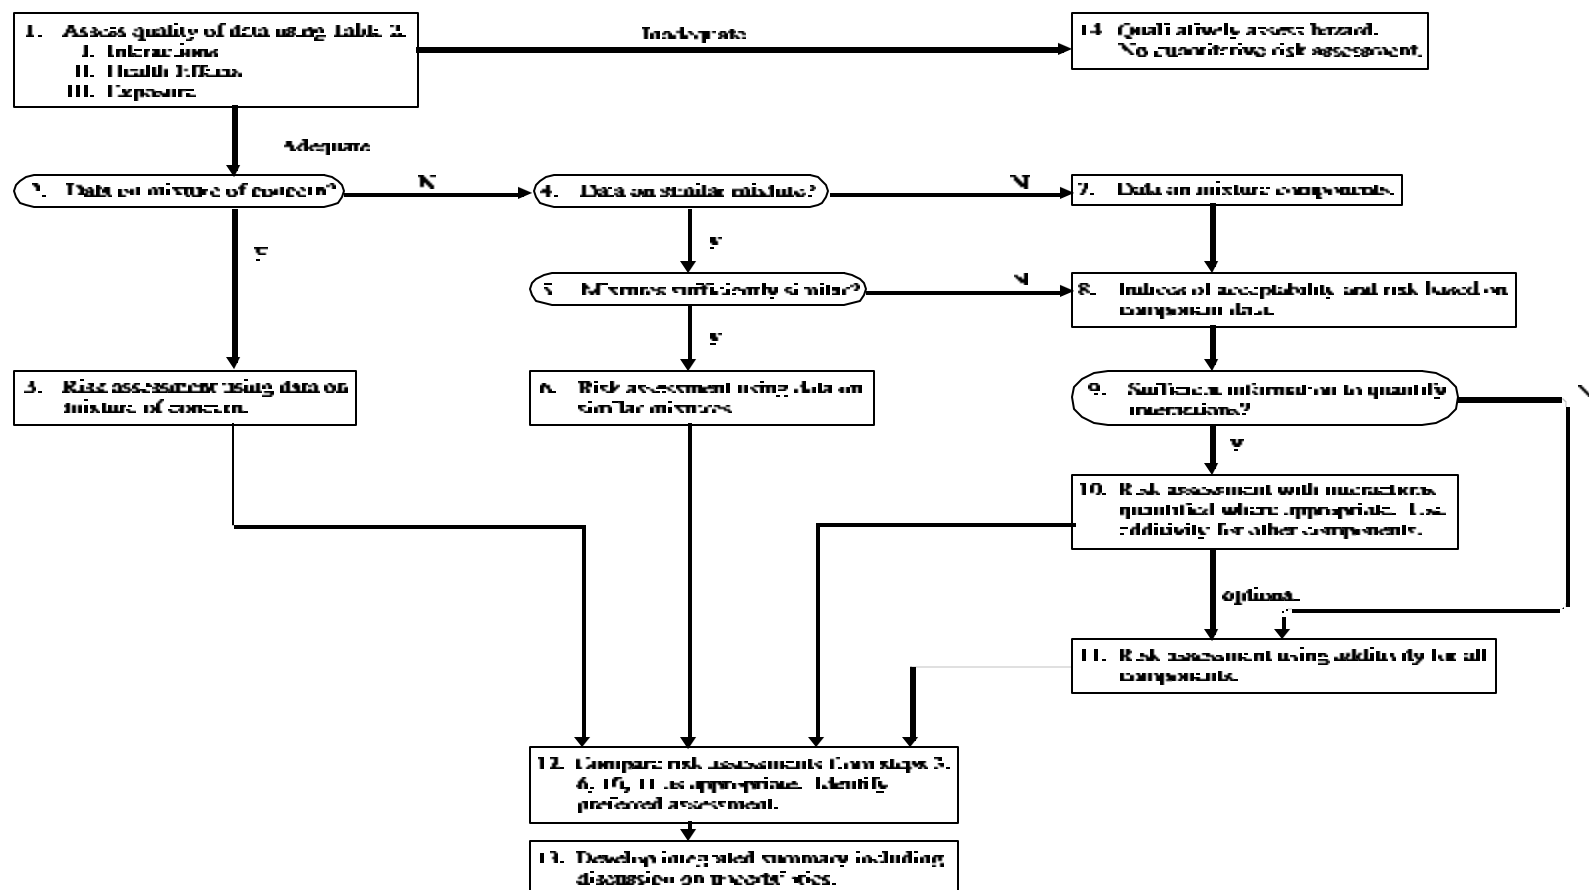 1. Assess quality of data using Table 2.
I. Interactions
II. Health Effects
III. Exposure
Inadequate
14. Qualitatively assess hazard.
No quantitative risk assessment.
Adequate
2. Data on mixture of concern?
N
4. Data on similar mixture?
N
7. Data on mixture components.
Y
Y
5. Mixtures sufficiently similar?
N
8. Indices of acceptability and risk based on
component data.
Y
3. Risk assessment using data on
mixture of concern.
6. Risk assessment using data on
similar mixtures.
9. Sufficient information to quantify
interactions?
N
Y
10. Risk assessment with interactions
quantified where appropriate. Use
additivity for other components.
optional
11. Risk assessment using additivity for all
components.
12. Compare risk assessments from steps 3,
6, 10, 11 as appropriate. Identify
preferred assessment.
13. Develop integrated summary including
discussion on uncertainties.